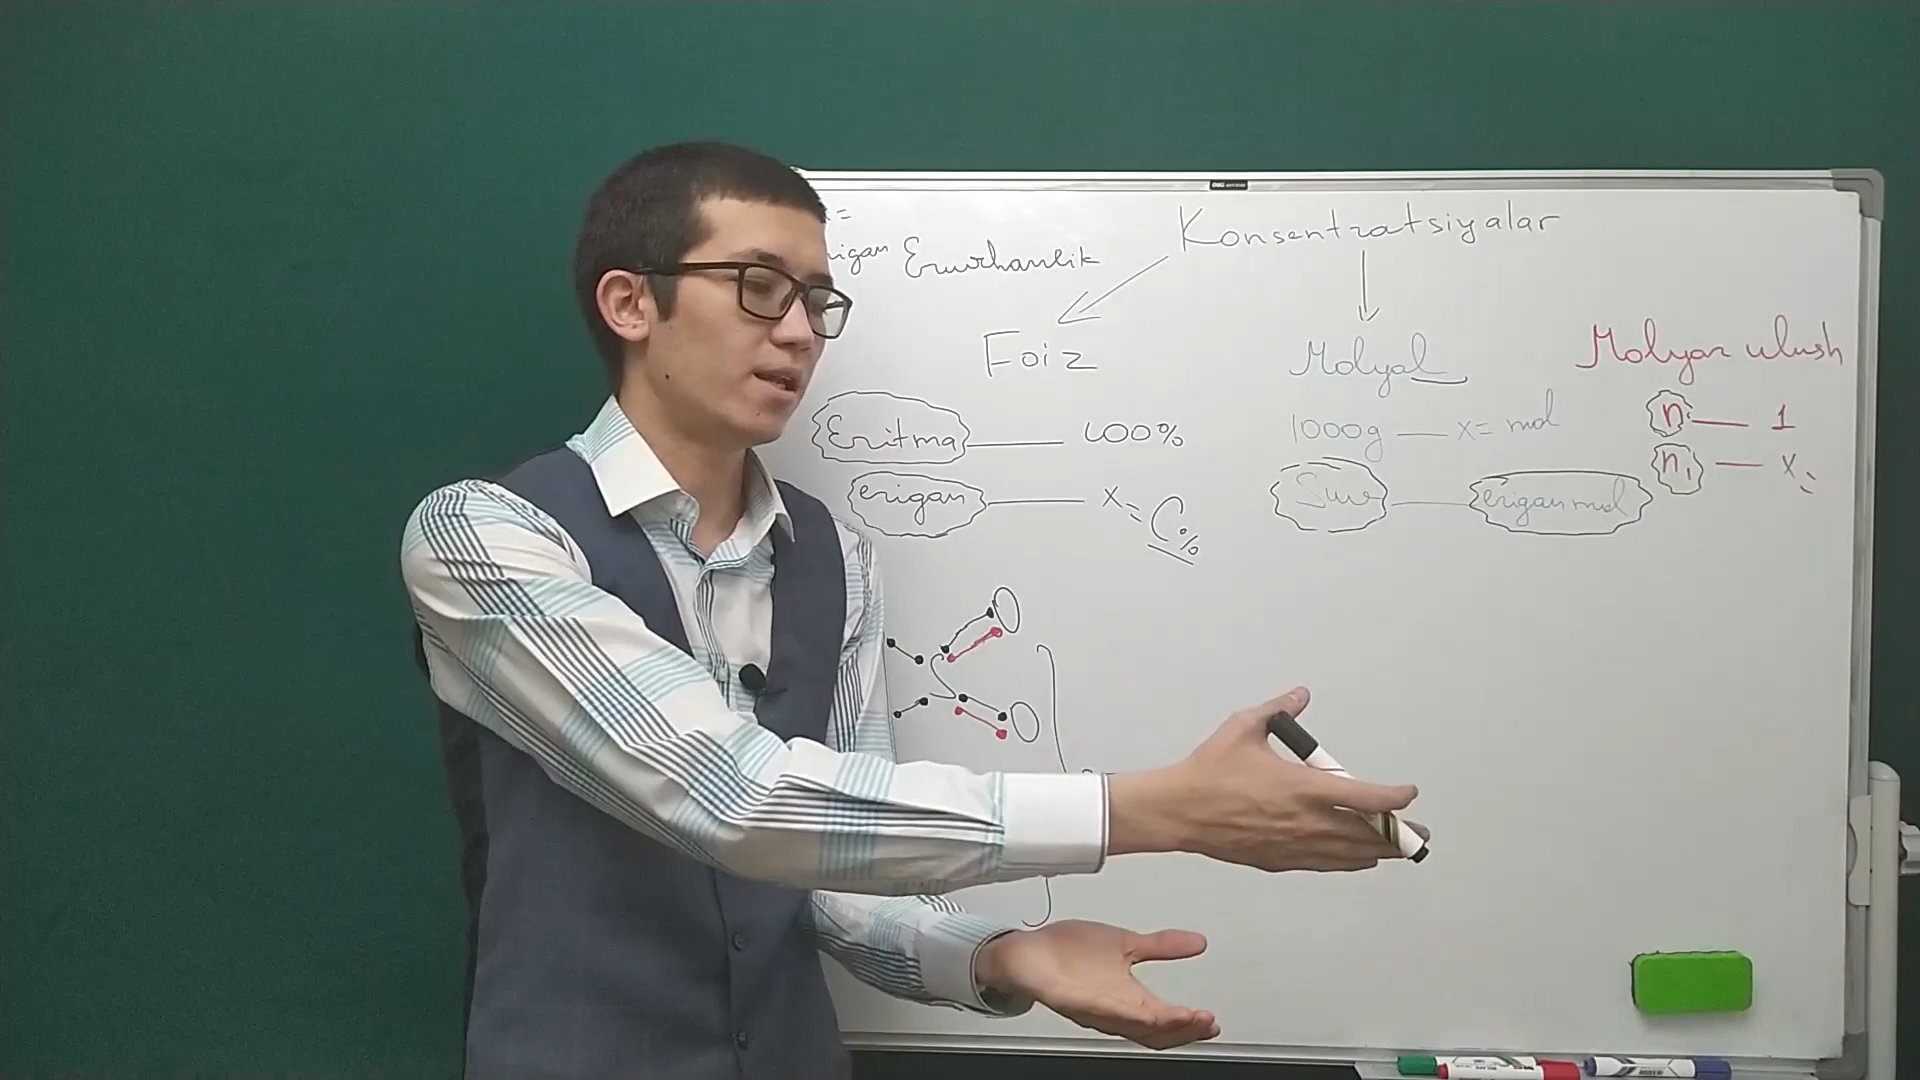 Konsentratsiyalar
Eruvchanlik
Foiz
Molyal
Molyar ulush
Eritma 100%
1000g x= mol
n 1
erigan x= C%
Suv erigan mol
n₁ x=